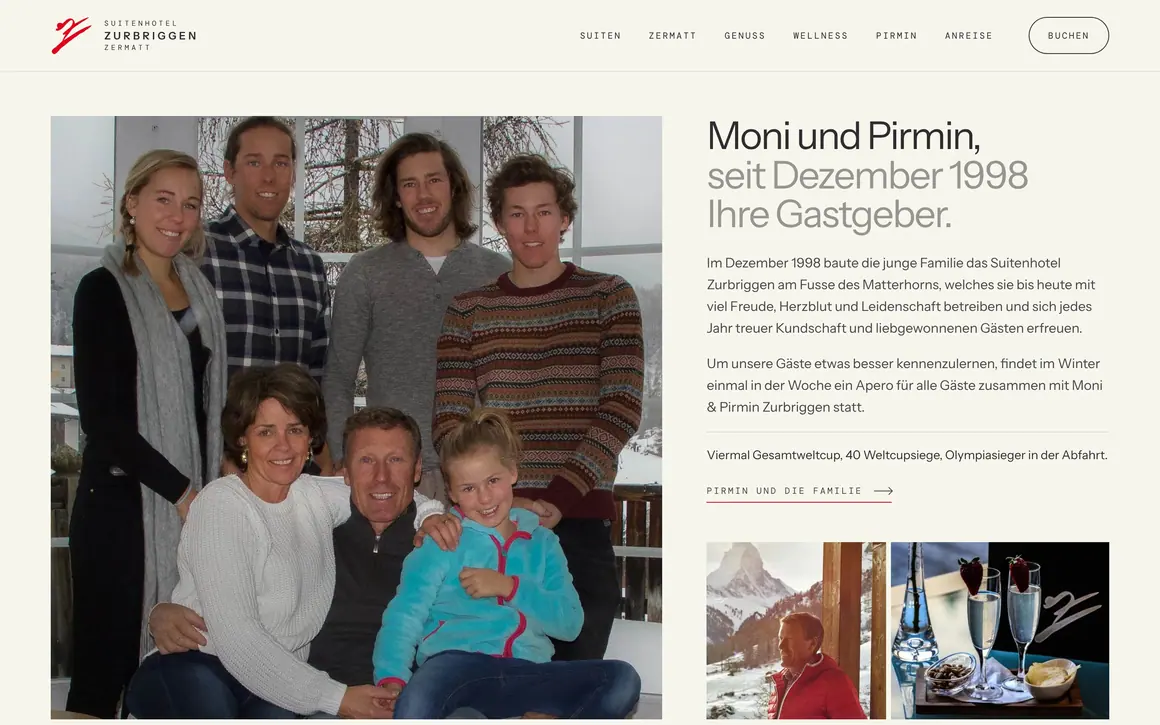 SUITENHOTEL
ZURBRIGGEN
ZERMATT
SUITEN
ZERMATT
GENUSS
WELLNESS
PIRMIN
ANREISE
BUCHEN
Moni und Pirmin,
seit Dezember 1998
Ihre Gastgeber.
Im Dezember 1998 baute die junge Familie das Suitenhotel
Zurbriggen am Fusse des Matterhorns, welches sie bis heute mit
viel Freude, Herzblut und Leidenschaft betreiben und sich jedes
Jahr treuer Kundschaft und liebgewonnenen Gästen erfreuen.
Um unsere Gäste etwas besser kennenzulernen, findet im Winter
einmal in der Woche ein Apero für alle Gäste zusammen mit Moni
& Pirmin Zurbriggen statt.
Viermal Gesamtweltcup, 40 Weltcupsiege, Olympiasieger in der Abfahrt.
PIRMIN UND DIE FAMILIE